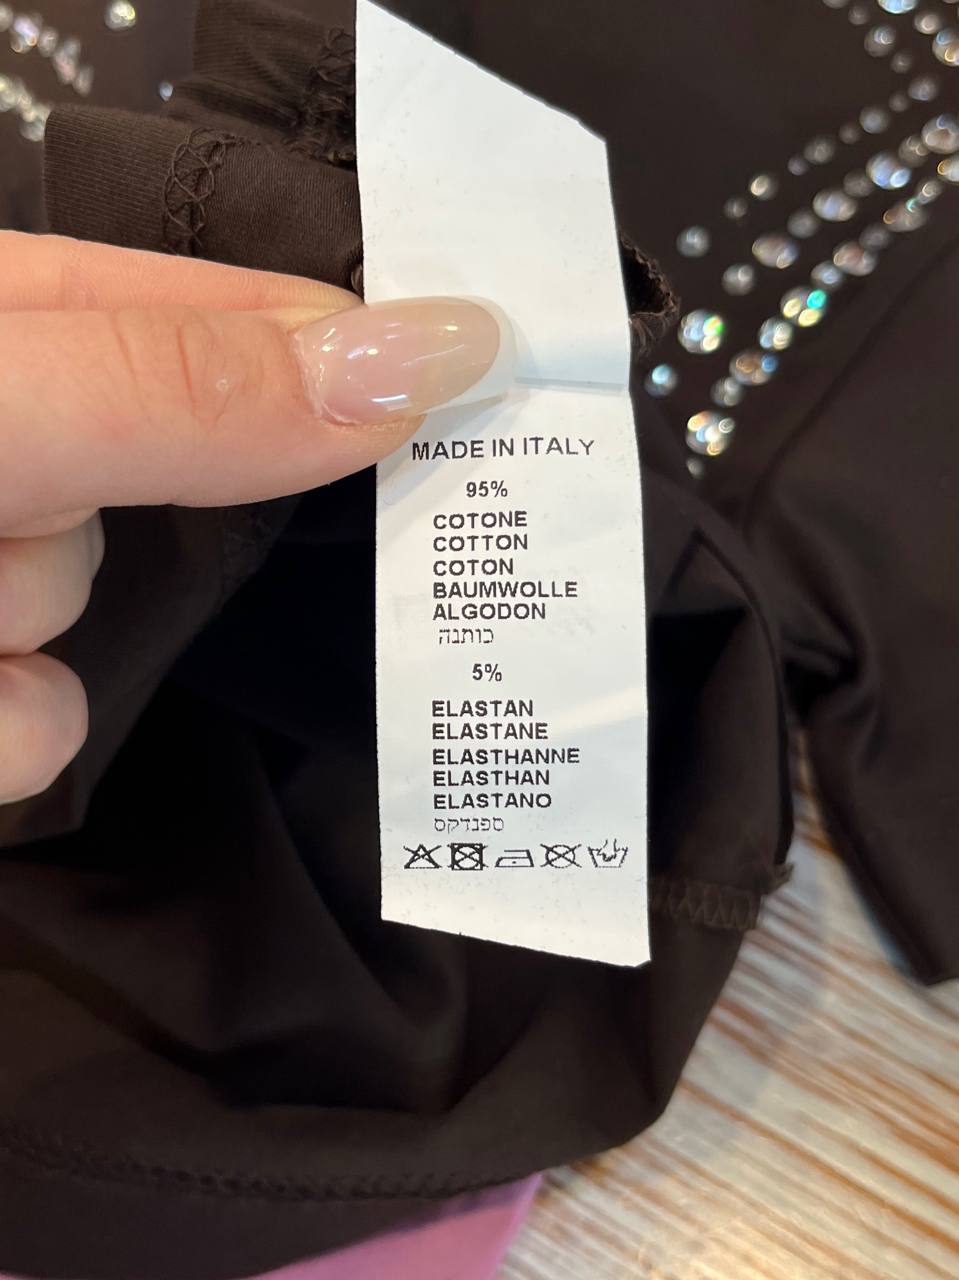 MADE IN ITALY
95%
COTONE
COTTON
COTON
BAUMWOLLE
ALGODON
כותנה
5%
ELASTAN
ELASTANE
ELASTHANNE
ELASTHAN
ELASTANO
ספנדקס